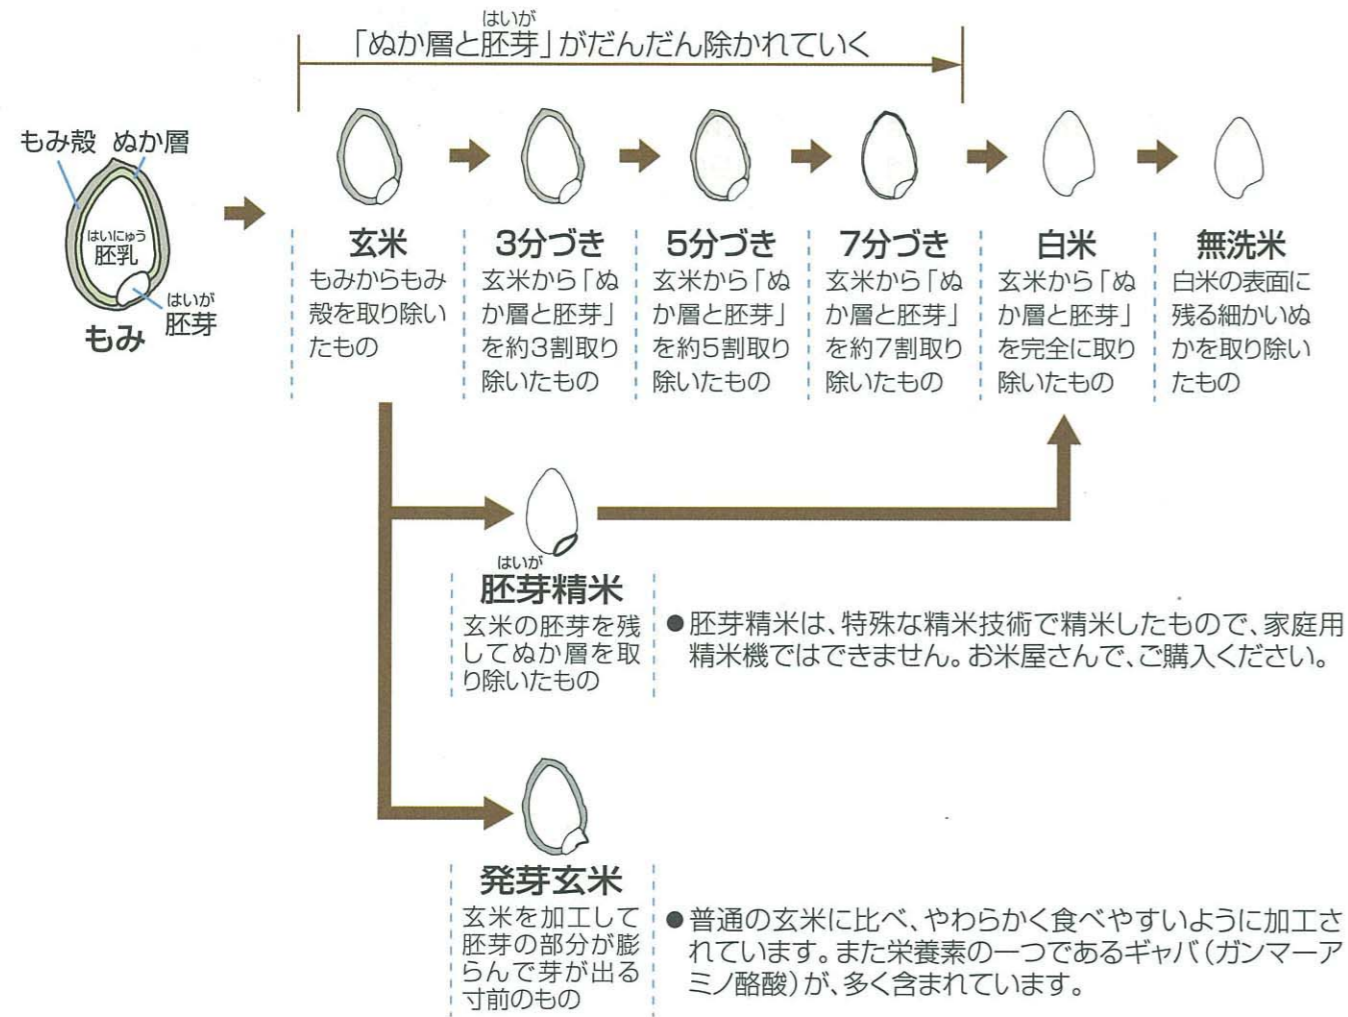 はいが
「ぬか層と胚芽」がだんだん除かれていく
もみ殻 ぬか層
はいにゅう
胚乳
はいが
胚芽
もみ
玄米
もみからもみ
殻を取り除い
たもの
3分づき
玄米から「ぬ
か層と胚芽」
を約3割取り
除いたもの
5分づき
玄米から「ぬ
か層と胚芽」
を約5割取り
除いたもの
7分づき
玄米から「ぬ
か層と胚芽」
を約7割取り
除いたもの
白米
玄米から「ぬ
か層と胚芽」
を完全に取り
除いたもの
無洗米
白米の表面に
残る細かいぬ
かを取り除い
たもの
はいが
胚芽精米
玄米の胚芽を残
してぬか層を取
り除いたもの
●胚芽精米は、特殊な精米技術で精米したもので、家庭用
精米機ではできません。お米屋さんで、ご購入ください。
発芽玄米
玄米を加工して
胚芽の部分が膨
らんで芽が出る
寸前のもの
●普通の玄米に比べ、やわらかく食べやすいように加工さ
れています。また栄養素の一つであるギャバ(ガンマーア
ミノ酪酸)が、多く含まれています。